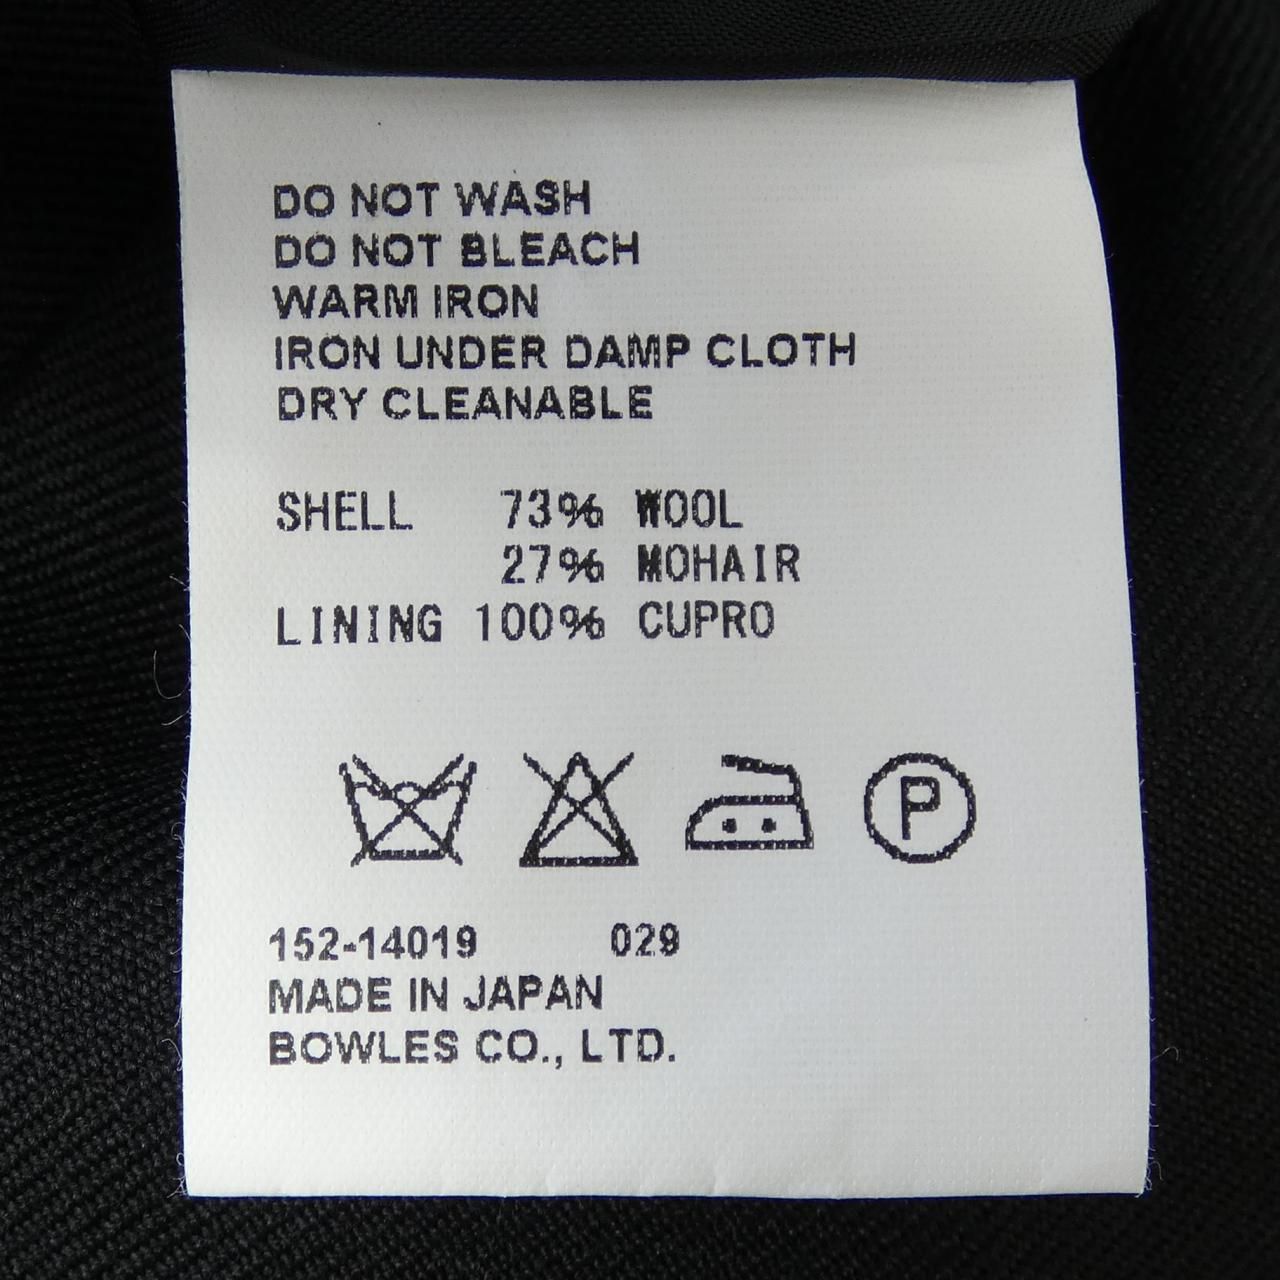 DO NOT WASH
DO NOT BLEACH
WARM IRON
IRON UNDER DAMP CLOTH
DRY CLEANABLE
SHELL 73% WOOL
27% MOHAIR
LINING 100% CUPRO
P
152-14019 029
MADE IN JAPAN
BOWLES CO., LTD.